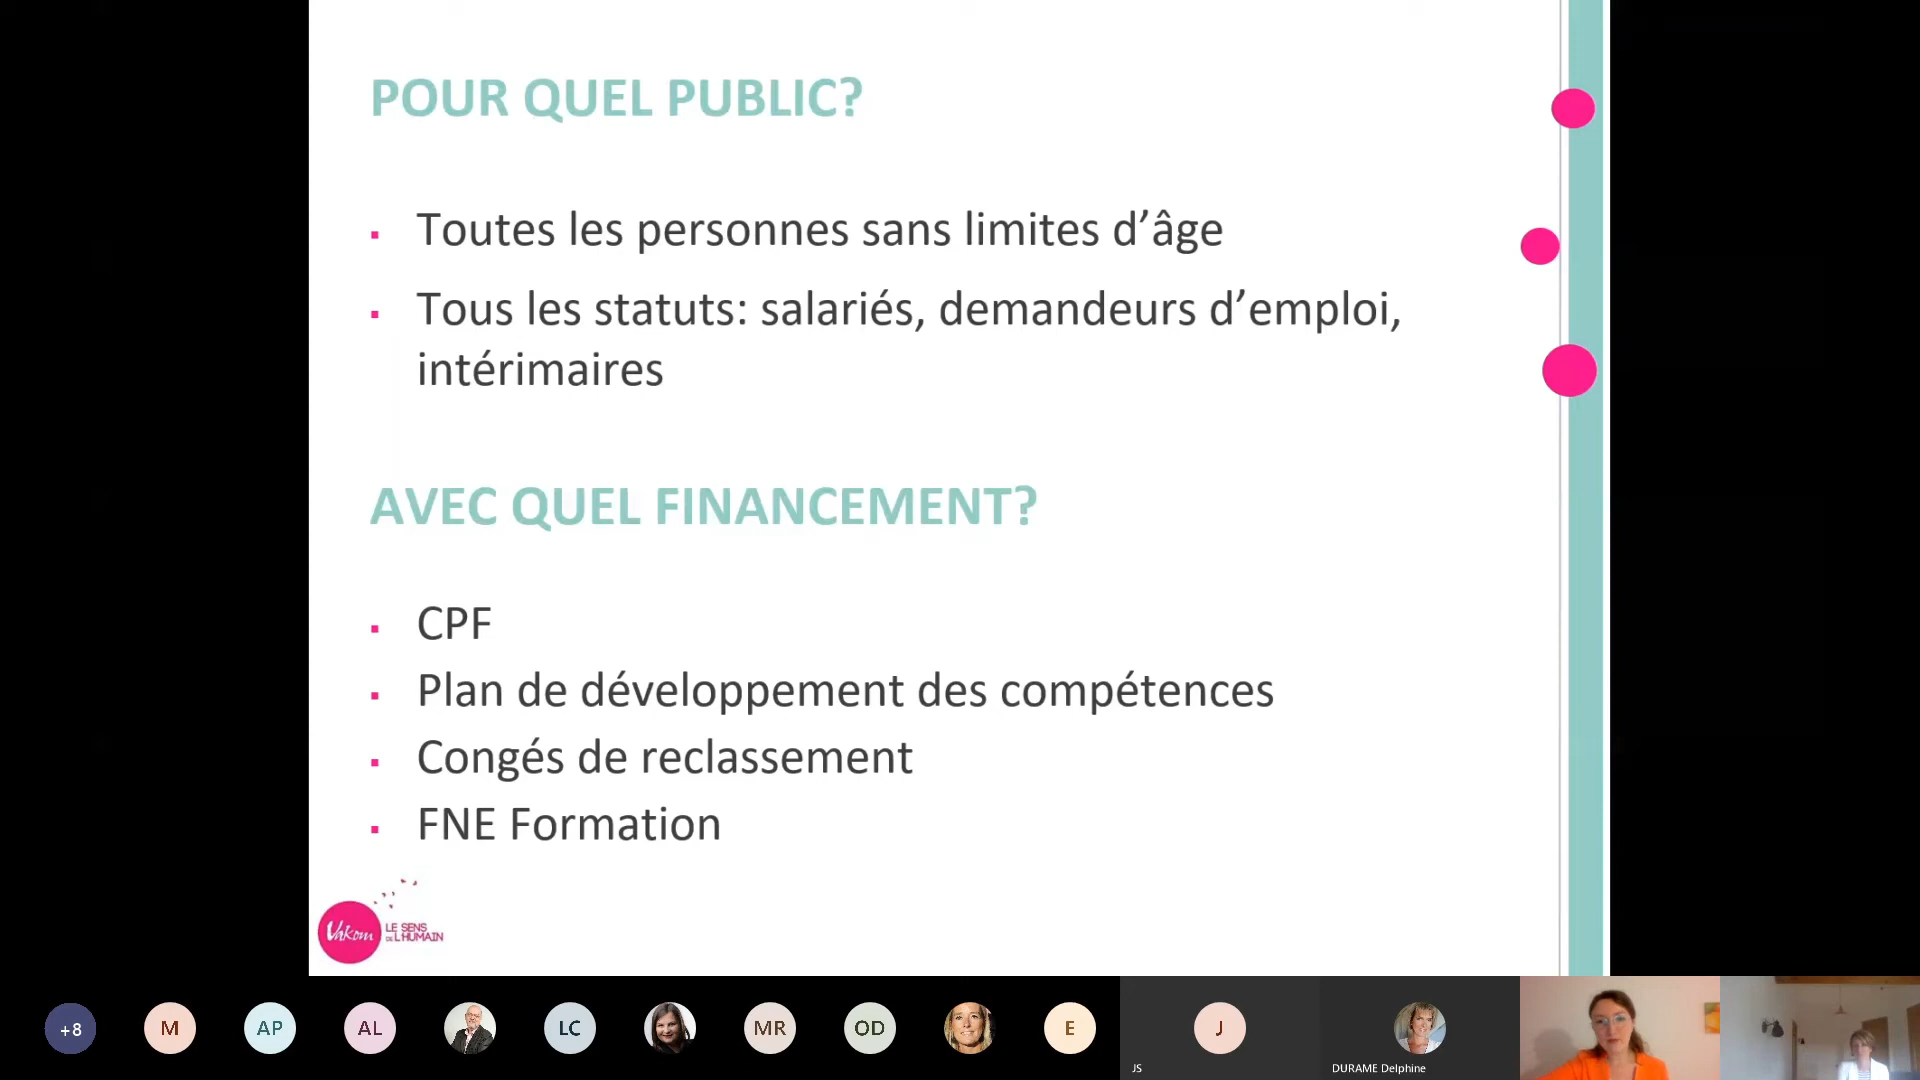 POUR QUEL PUBLIC?
▪ Toutes les personnes sans limites d’âge
▪ Tous les statuts: salariés, demandeurs d’emploi,
intérimaires
AVEC QUEL FINANCEMENT?
▪ CPF
▪ Plan de développement des compétences
▪ Congés de reclassement
▪ FNE Formation
Vakom
LE SENS
DE L'HUMAIN
+8
M
AP
AL
LC
MR
OD
E
J
JS
DURAME Delphine